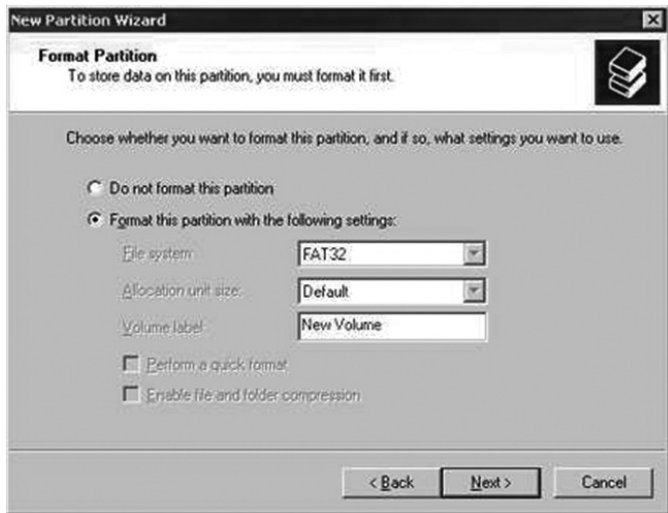 New Partition Wizard
Format Partition
To store data on this partition, you must format it first.
Choose whether you want to format this partition, and if so, what settings you want to use.
Do not format this partition
Format this partition with the following settings:
File system: FAT32
Allocation unit size: Default
Volume label: New Volume
Perform a quick format
Enable file and folder compression
< Back Next > Cancel